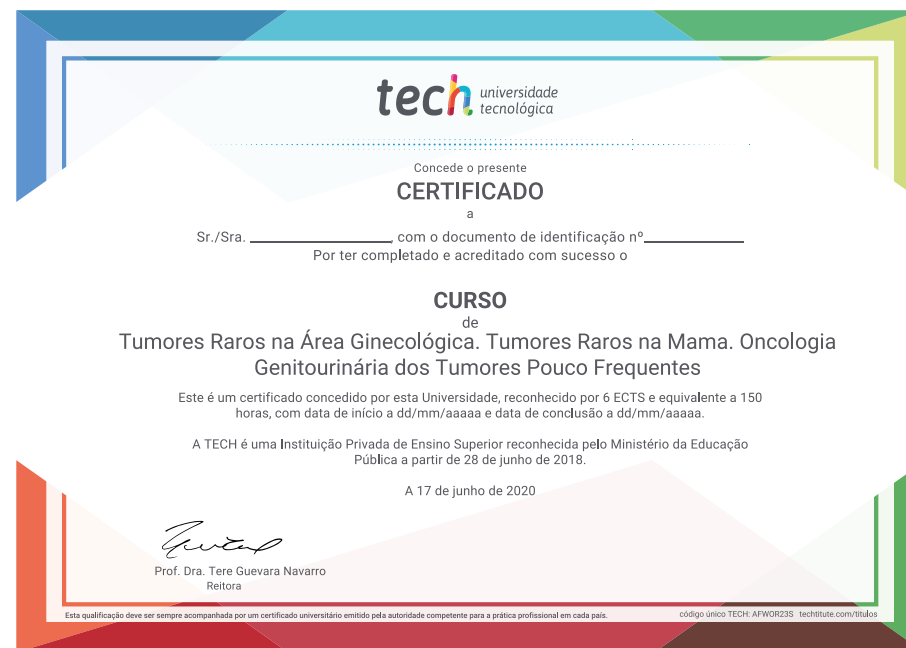 tech universidade
tecnológica
Concede o presente
CERTIFICADO
a
Sr./Sra. ____________________, com o documento de identificação nº______________
Por ter completado e acreditado com sucesso o
CURSO
de
Tumores Raros na Área Ginecológica. Tumores Raros na Mama. Oncologia
Genitourinária dos Tumores Pouco Frequentes
Este é um certificado concedido por esta Universidade, reconhecido por 6 ECTS e equivalente a 150
horas, com data de início a dd/mm/aaaaa e data de conclusão a dd/mm/aaaaa.
A TECH é uma Instituição Privada de Ensino Superior reconhecida pelo Ministério da Educação
Pública a partir de 28 de junho de 2018.
A 17 de junho de 2020
Prof. Dra. Tere Guevara Navarro
Reitora
Esta qualificação deve ser sempre acompanhada por um certificado universitário emitido pela autoridade competente para a prática profissional em cada país.
código único TECH: AFWOR23S techtitute.com/titulos